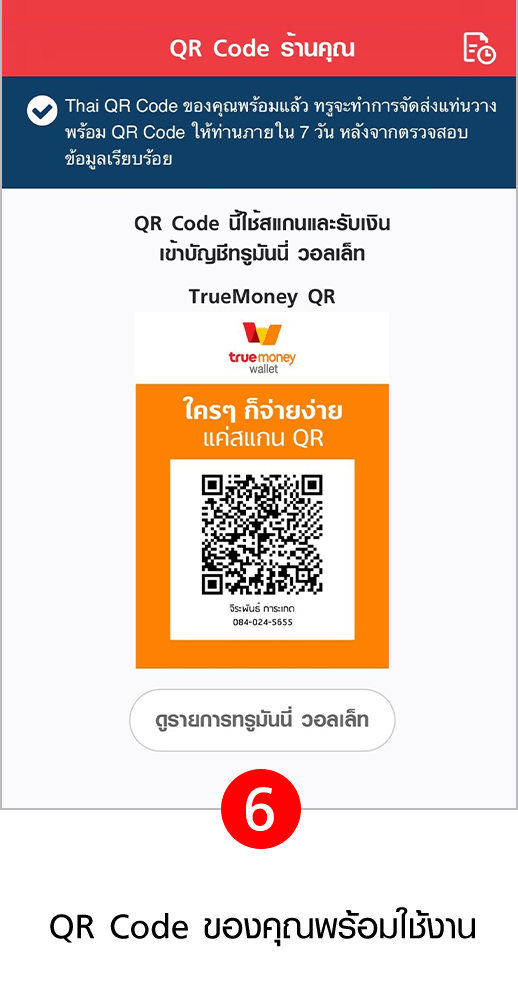 QR Code ร้านคุณ
Thai QR Code ของคุณพร้อมแล้ว ทรูจะทำการจัดส่งแท่นวาง
พร้อม QR Code ให้ท่านภายใน 7 วัน หลังจากตรวจสอบ
ข้อมูลเรียบร้อย
QR Code นี้ใช้สแกนและรับเงิน
เข้าบัญชีทรูมันนี่ วอลเล็ท
TrueMoney QR
truemoney
wallet
ใครๆ ก็จ่ายง่าย
แค่สแกน QR
จิระพันธ์ การะเกต
084-024-5655
ดูรายการทรูมันนี่ วอลเล็ท
6
QR Code ของคุณพร้อมใช้งาน